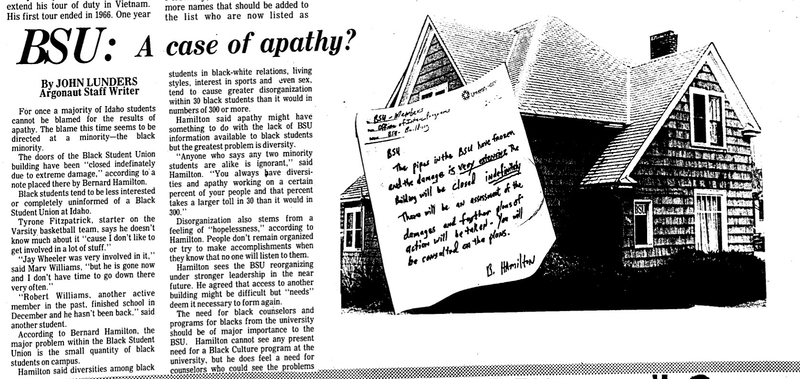 extend his tour of duty in Vietnam.
His first tour ended in 1966. One year
more names that should be added to
the list who are now listed as
BSU: A case of apathy?
By JOHN LUNDERS
Argonaut Staff Writer
For once a majority of Idaho students
cannot be blamed for the results of
apathy. The blame this time seems to be
directed at a minority—the black
minority.
The doors of the Black Student Union
building have been "closed indefinately
due to extreme damage," according to a
note placed there by Bernard Hamilton.
Black students tend to be less interested
or completely uninformed of a Black
Student Union at Idaho.
Tyrone Fitzpatrick, starter on the
Varsity basketball team, says he doesn't
know much about it "cause I don't like to
get involved in a lot of stuff."
"Jay Wheeler was very involved in it,"
said Marv Williams, "but he is gone now
and I don't have time to go down there
very often."
"Robert Williams, another active
member in the past, finished school in
December and he hasn't been back," said
another student.
According to Bernard Hamilton, the
major problem within the Black Student
Union is the small quantity of black
students on campus.
Hamilton said diversities among black
students in black-white relations, living
styles, interest in sports and even sex,
tend to cause greater disorganization
within 30 black students than it would in
numbers of 300 or more.
Hamilton said apathy might have
something to do with the lack of BSU
information available to black students
but the greatest problem is diversity.
"Anyone who says any two minority
students are alike is ignorant," said
Hamilton. "You always have diversi-
ties and apathy working on a certain
percent of your people and that percent
takes a larger toll in 30 than it would in
300."
Disorganization also stems from a
feeling of "hopelessness," according to
Hamilton. People don't remain organized
or try to make accomplishments when
they know that no one will listen to them.
Hamilton sees the BSU reorganizing
under stronger leadership in the near
future. He agreed that access to another
building might be difficult but "needs"
deem it necessary to form again.
The need for black counselors and
programs for blacks from the university
should be of major importance to the
BSU. Hamilton cannot see any present
need for a Black Culture program at the
university, but he does feel a need for
counselors who could see the problems
BSU - Members
BSU - Building
BSU
The pipes in the BSU have frozen
and the damage is very extensive. The
Building will be closed indefinitely
There will be an assessment of the
damages and further plans of
action will be taken. You will
be consulted on the plans.
B. Hamilton
BSU